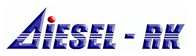 DIESEL - RK